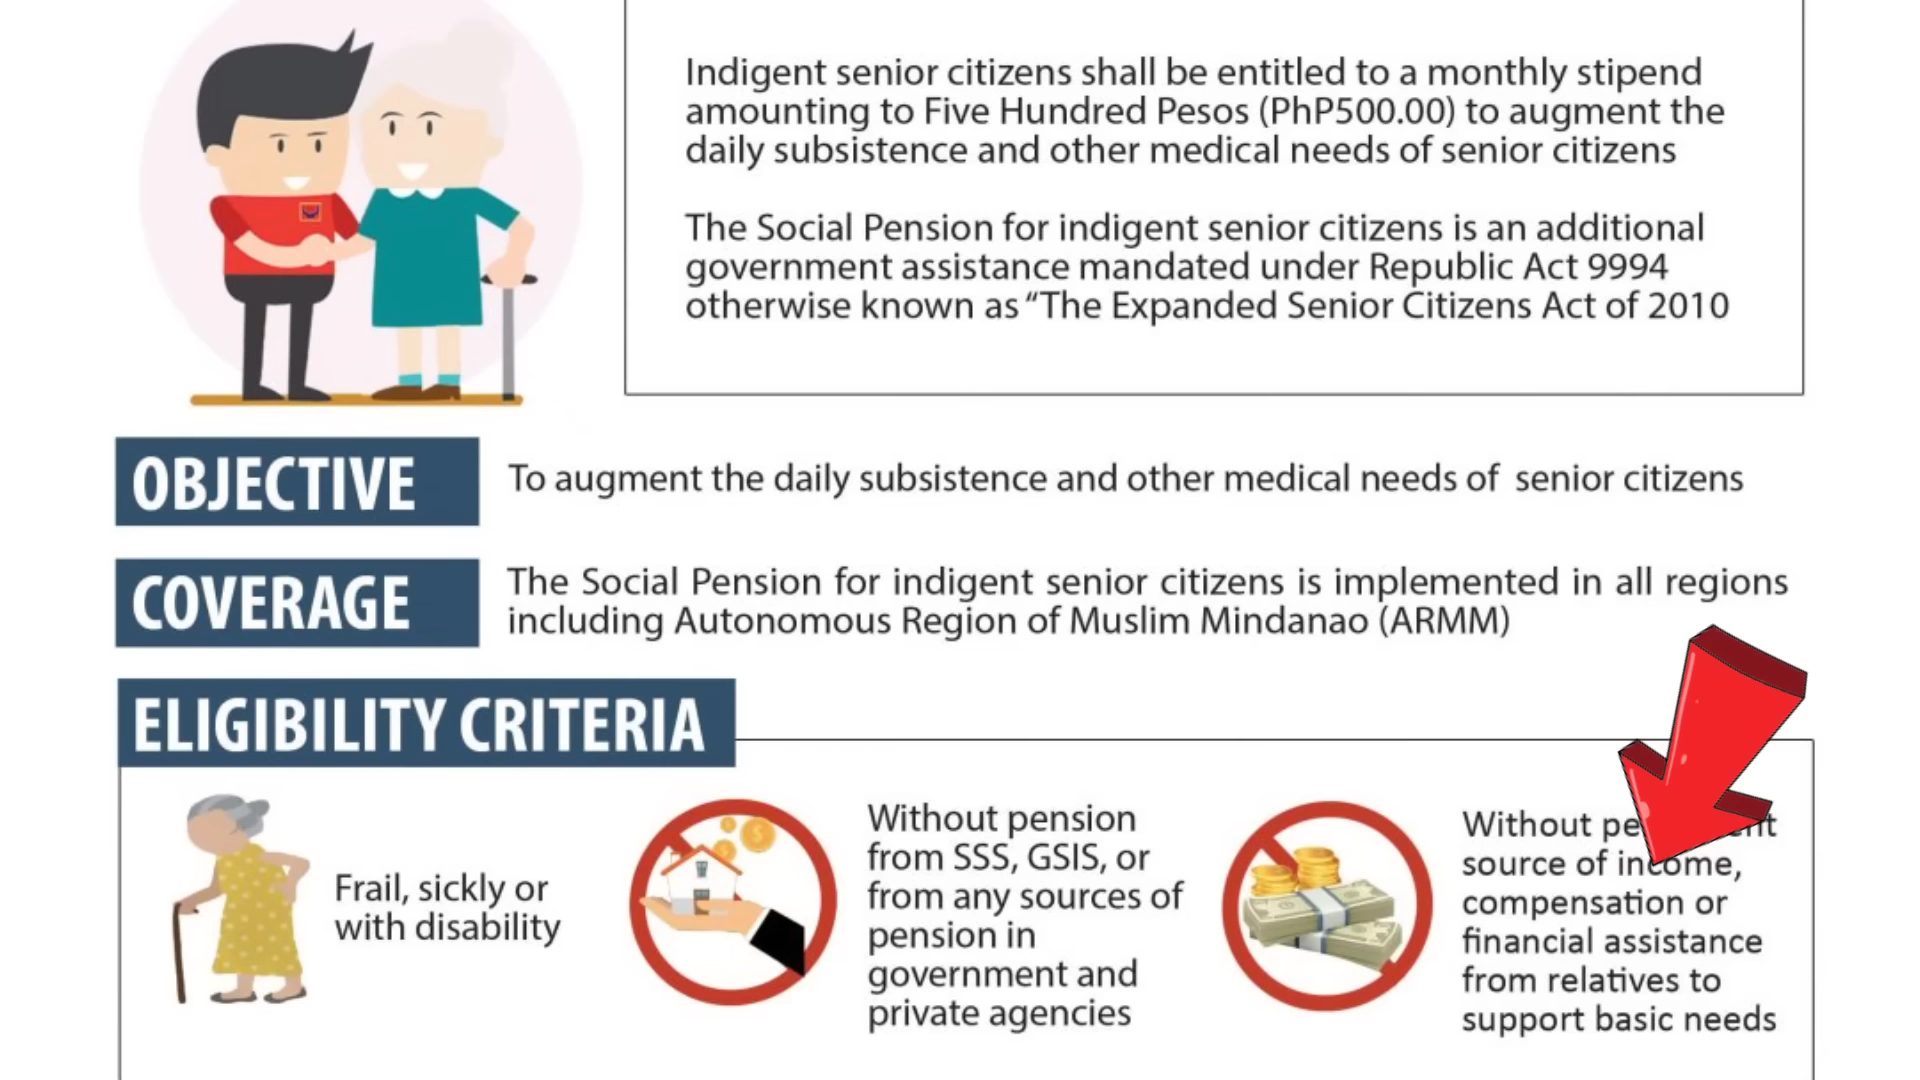 Indigent senior citizens shall be entitled to a monthly stipend
amounting to Five Hundred Pesos (PhP500.00) to augment the
daily subsistence and other medical needs of senior citizens
The Social Pension for indigent senior citizens is an additional
government assistance mandated under Republic Act 9994
otherwise known as “The Expanded Senior Citizens Act of 2010
OBJECTIVE
To augment the daily subsistence and other medical needs of senior citizens
COVERAGE
The Social Pension for indigent senior citizens is implemented in all regions
including Autonomous Region of Muslim Mindanao (ARMM)
ELIGIBILITY CRITERIA
Frail, sickly or
with disability
Without pension
from SSS, GSIS, or
from any sources of
pension in
government and
private agencies
Without
source of income,
compensation or
financial assistance
from relatives to
support basic needs